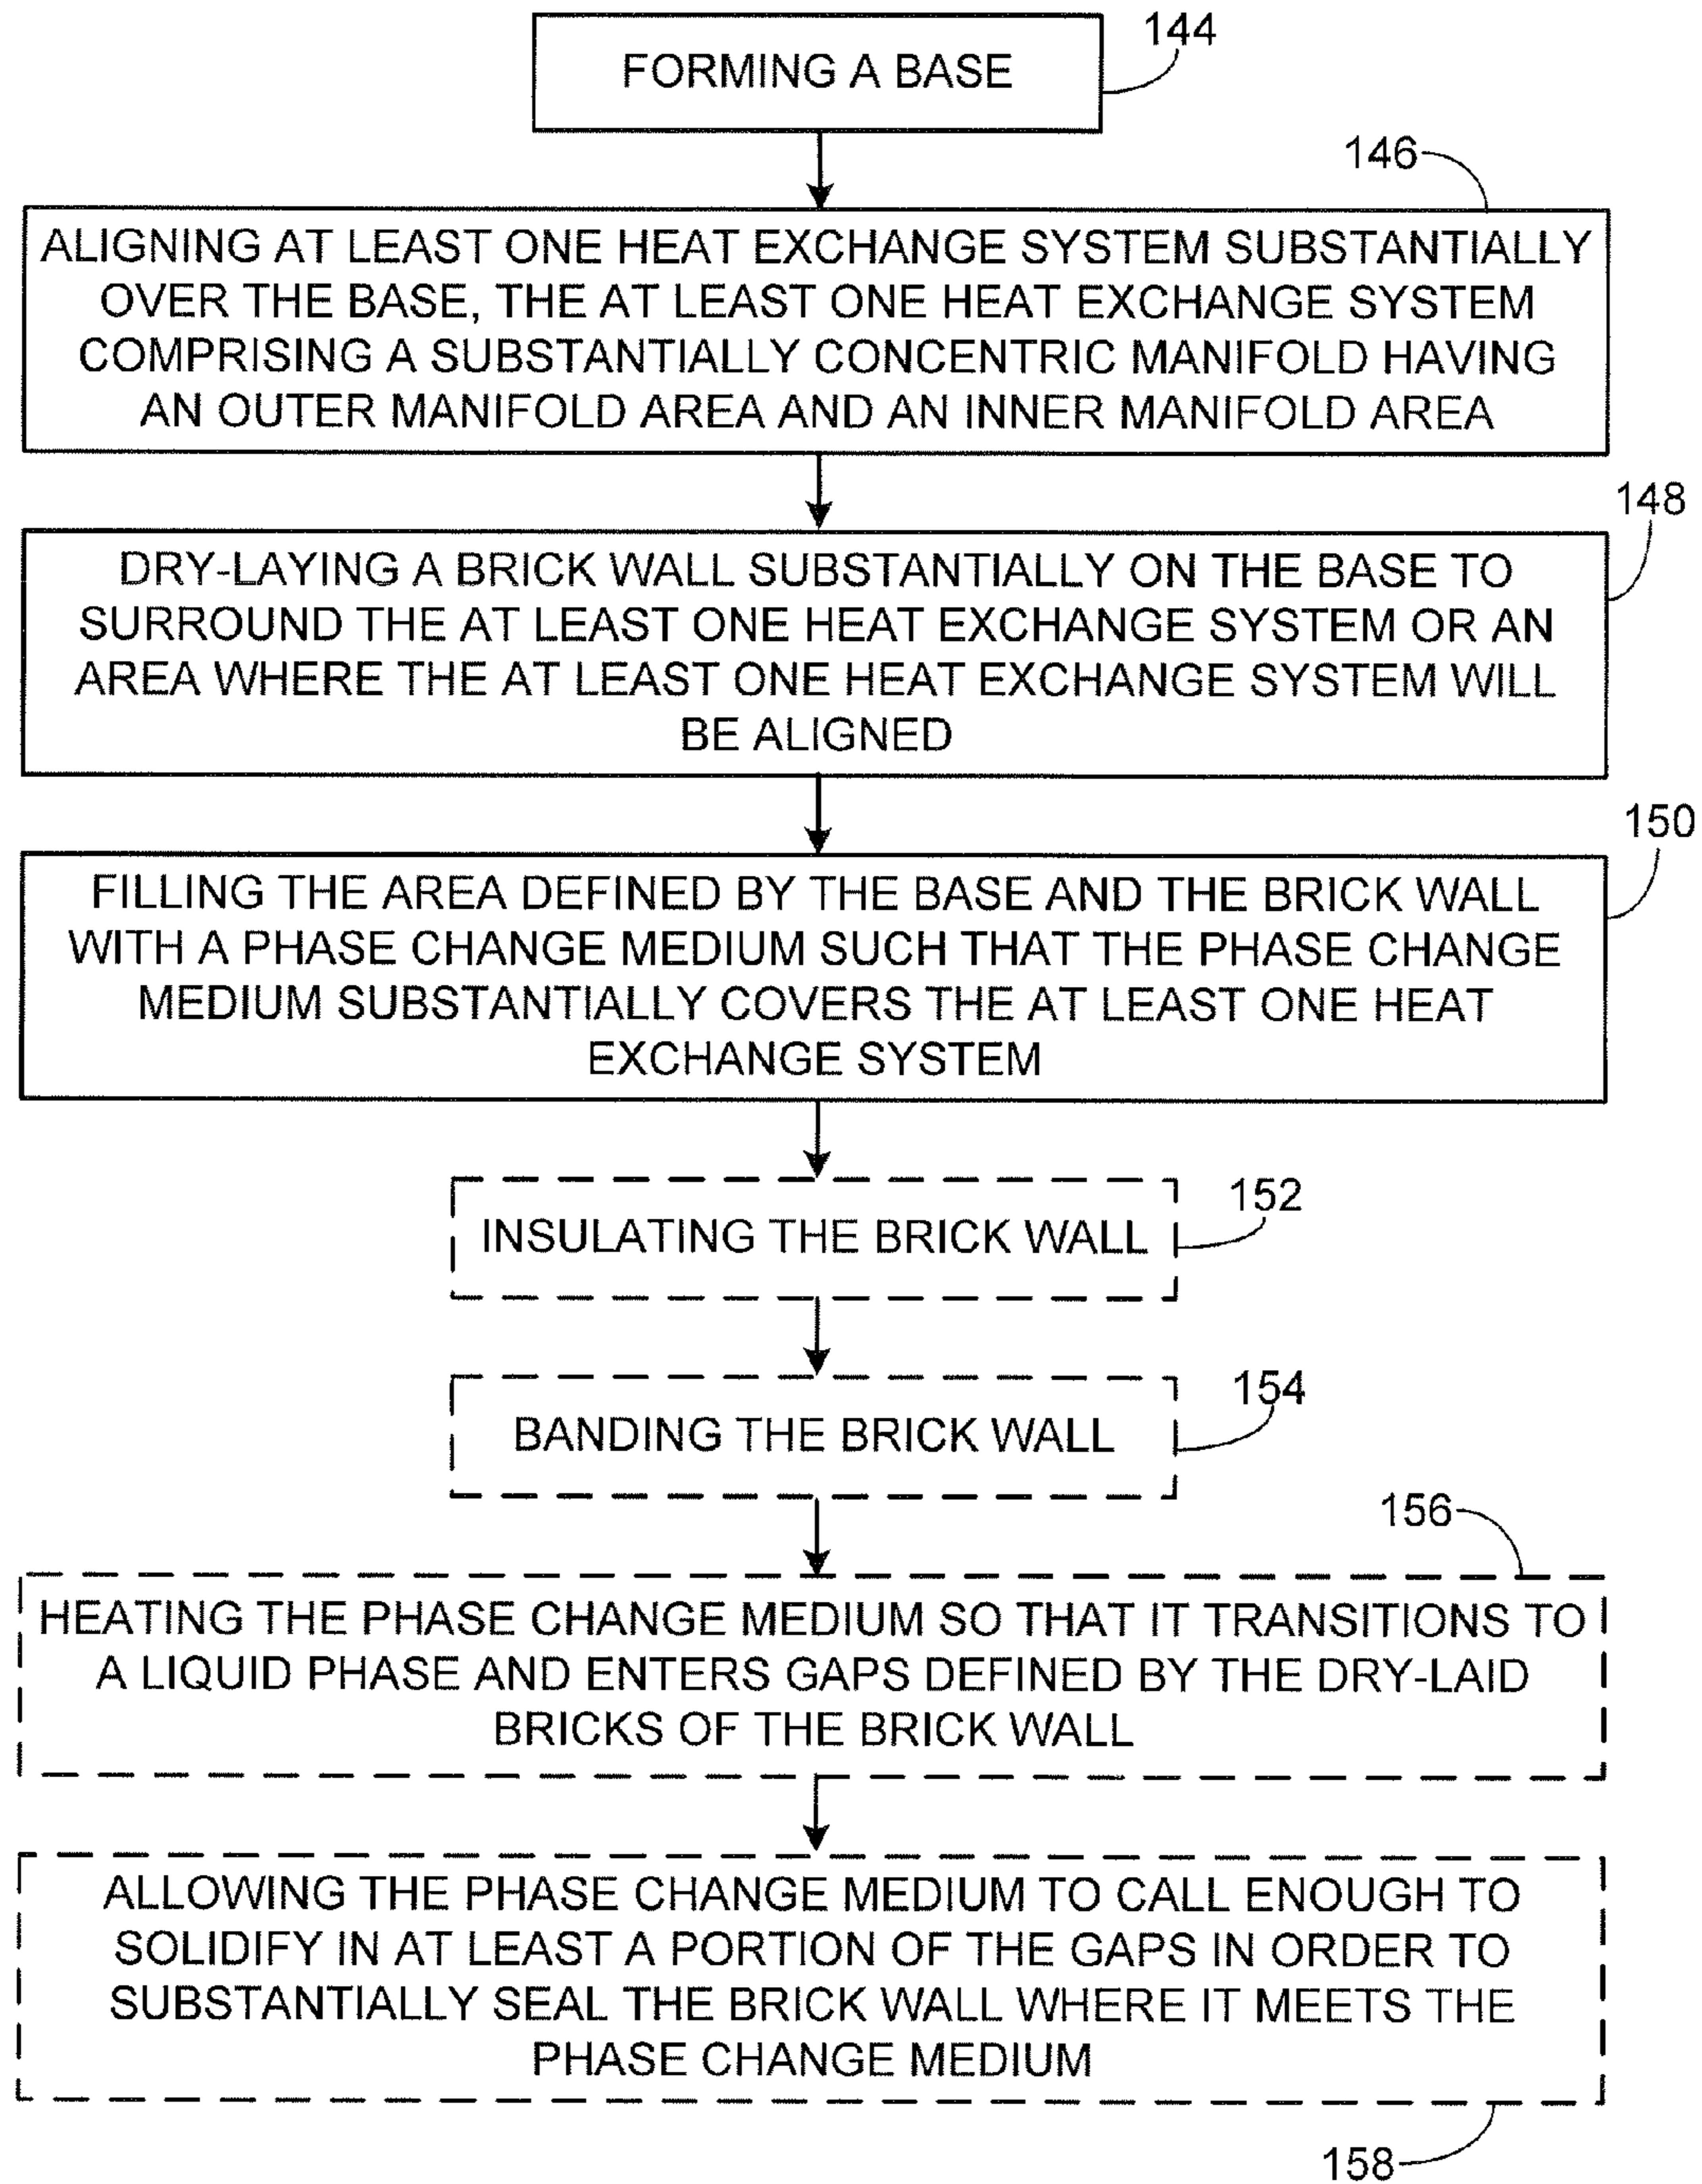 FORMING A BASE
144
146
ALIGNING AT LEAST ONE HEAT EXCHANGE SYSTEM SUBSTANTIALLY
OVER THE BASE, THE AT LEAST ONE HEAT EXCHANGE SYSTEM
COMPRISING A SUBSTANTIALLY CONCENTRIC MANIFOLD HAVING
AN OUTER MANIFOLD AREA AND AN INNER MANIFOLD AREA
148
DRY-LAYING A BRICK WALL SUBSTANTIALLY ON THE BASE TO
SURROUND THE AT LEAST ONE HEAT EXCHANGE SYSTEM OR AN
AREA WHERE THE AT LEAST ONE HEAT EXCHANGE SYSTEM WILL
BE ALIGNED
150
FILLING THE AREA DEFINED BY THE BASE AND THE BRICK WALL
WITH A PHASE CHANGE MEDIUM SUCH THAT THE PHASE CHANGE
MEDIUM SUBSTANTIALLY COVERS THE AT LEAST ONE HEAT
EXCHANGE SYSTEM
152
INSULATING THE BRICK WALL
154
BANDING THE BRICK WALL
156
HEATING THE PHASE CHANGE MEDIUM SO THAT IT TRANSITIONS TO
A LIQUID PHASE AND ENTERS GAPS DEFINED BY THE DRY-LAID
BRICKS OF THE BRICK WALL
ALLOWING THE PHASE CHANGE MEDIUM TO CALL ENOUGH TO
SOLIDIFY IN AT LEAST A PORTION OF THE GAPS IN ORDER TO
SUBSTANTIALLY SEAL THE BRICK WALL WHERE IT MEETS THE
PHASE CHANGE MEDIUM
158